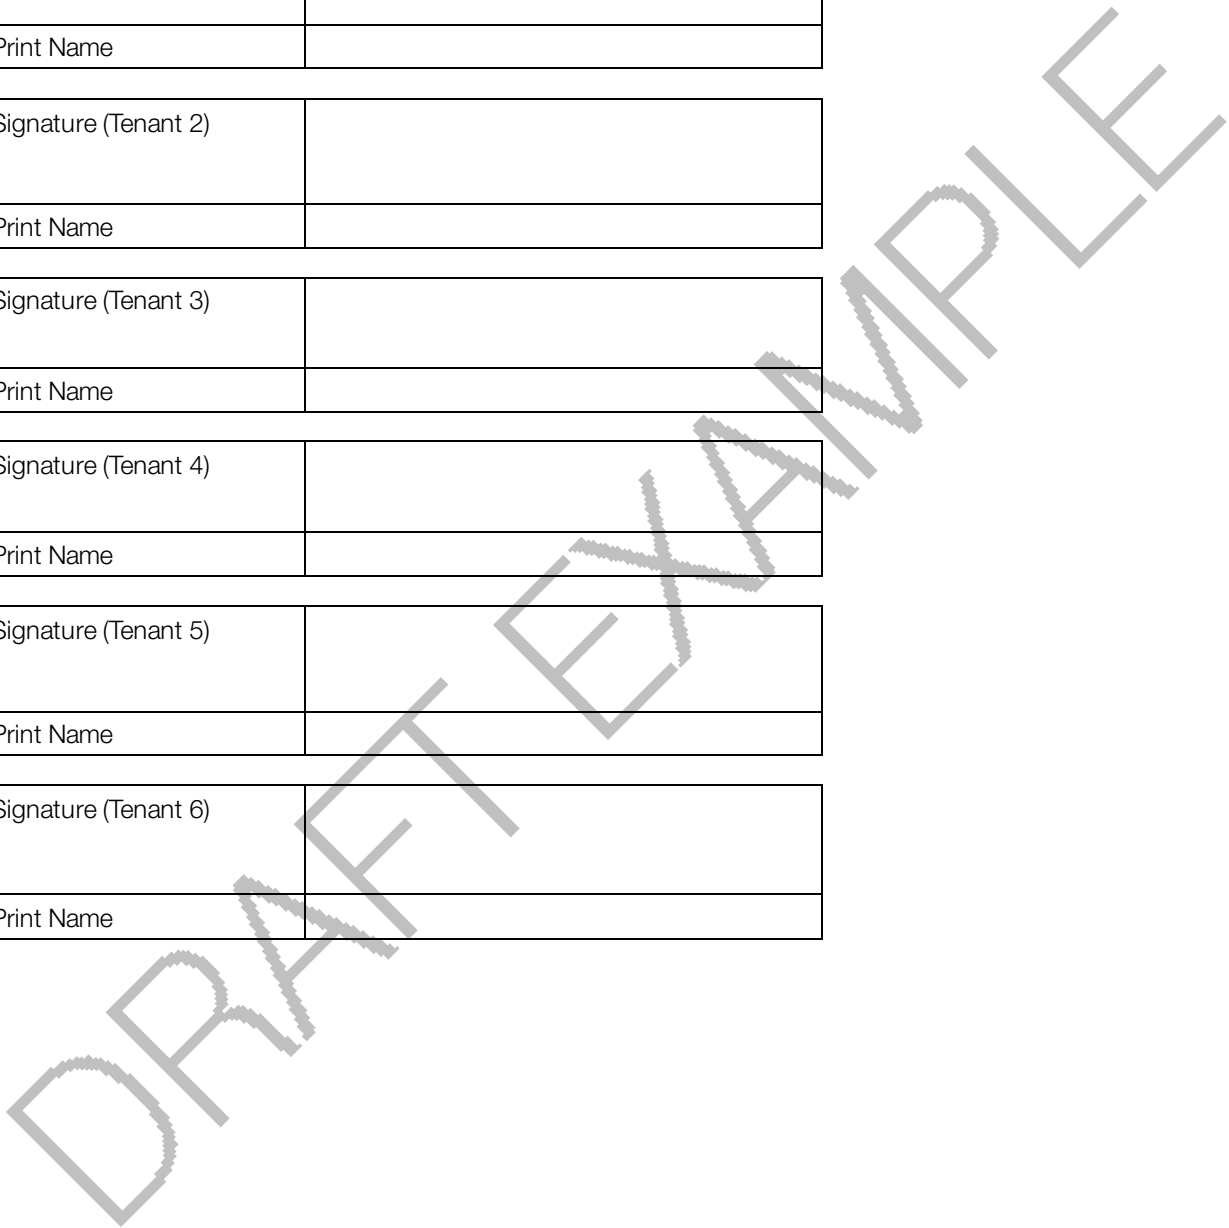 Print Name
Signature (Tenant 2)
Print Name
Signature (Tenant 3)
Print Name
Signature (Tenant 4)
Print Name
Signature (Tenant 5)
Print Name
Signature (Tenant 6)
Print Name
DRAFT EXAMPLE